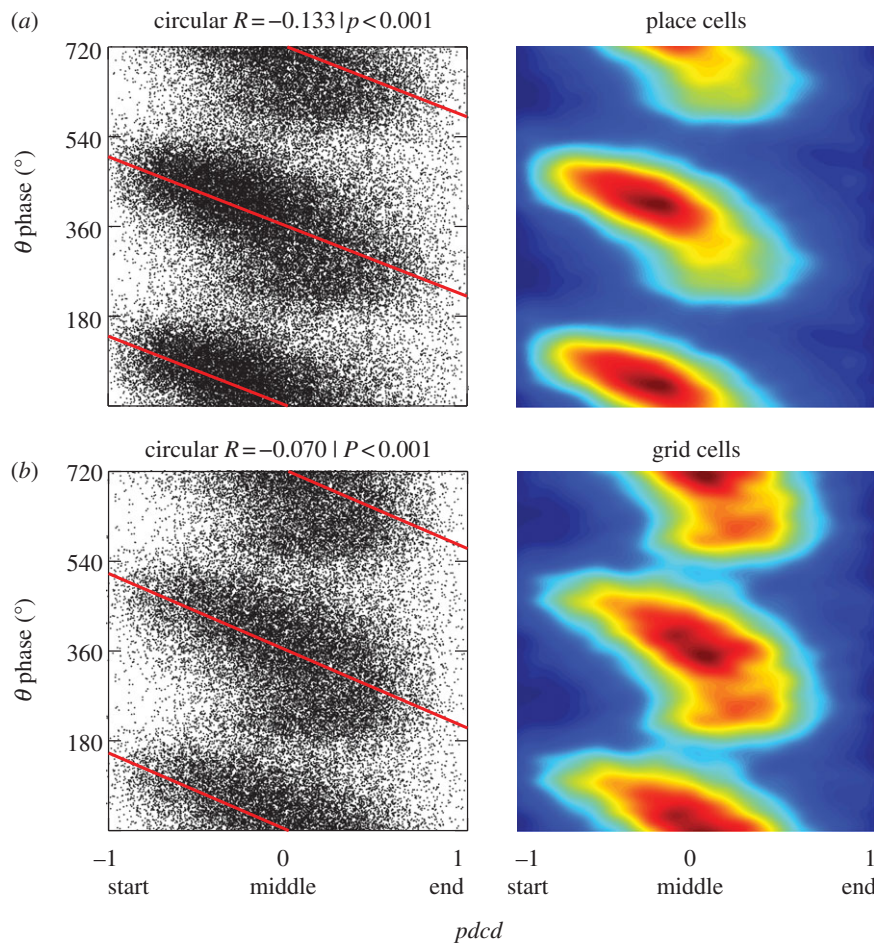 (a) circular R = −0.133 | p < 0.001
place cells
720
540
360
180
θ phase (°)
(b) circular R = −0.070 | P < 0.001
grid cells
720
540
360
180
θ phase (°)
−1 0 1 −1 0 1
start middle end start middle end
pdcd